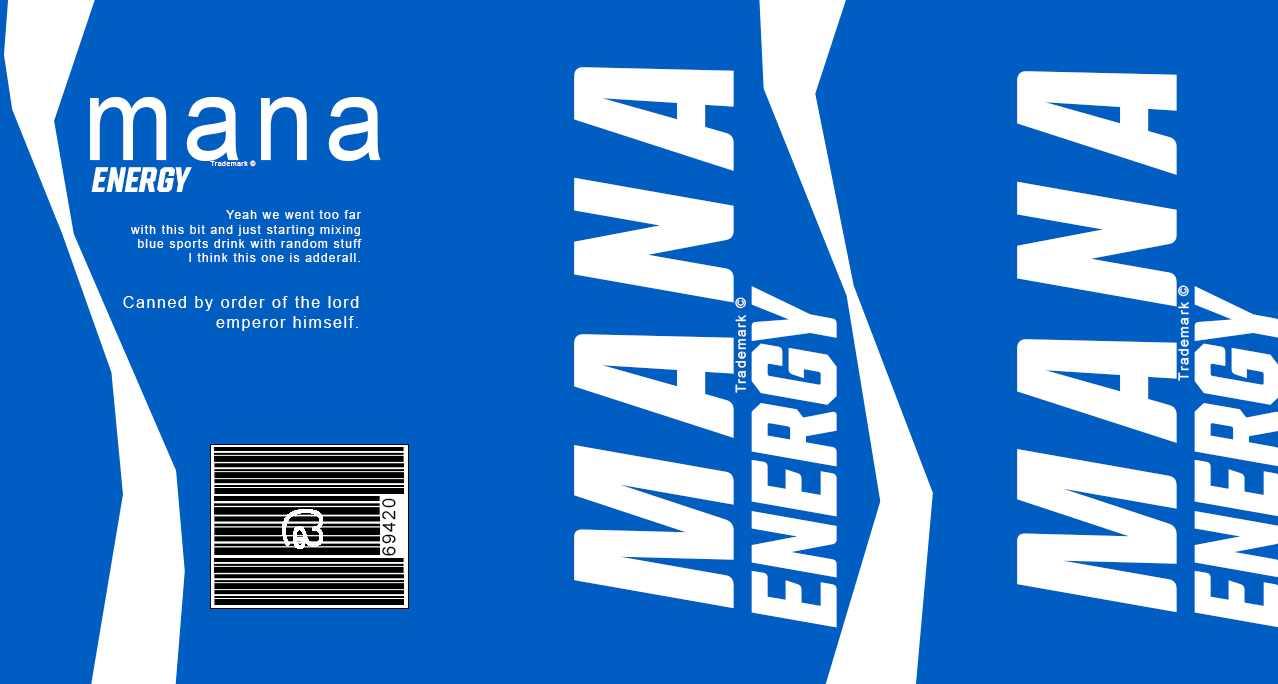 mana
Trademark ©
ENERGY
Yeah we went too far
with this bit and just starting mixing
blue sports drink with random stuff
I think this one is adderall.
Canned by order of the lord
emperor himself.
69420
MANA
Trademark ©
ENERGY
MANA
Trademark ©
ENERGY